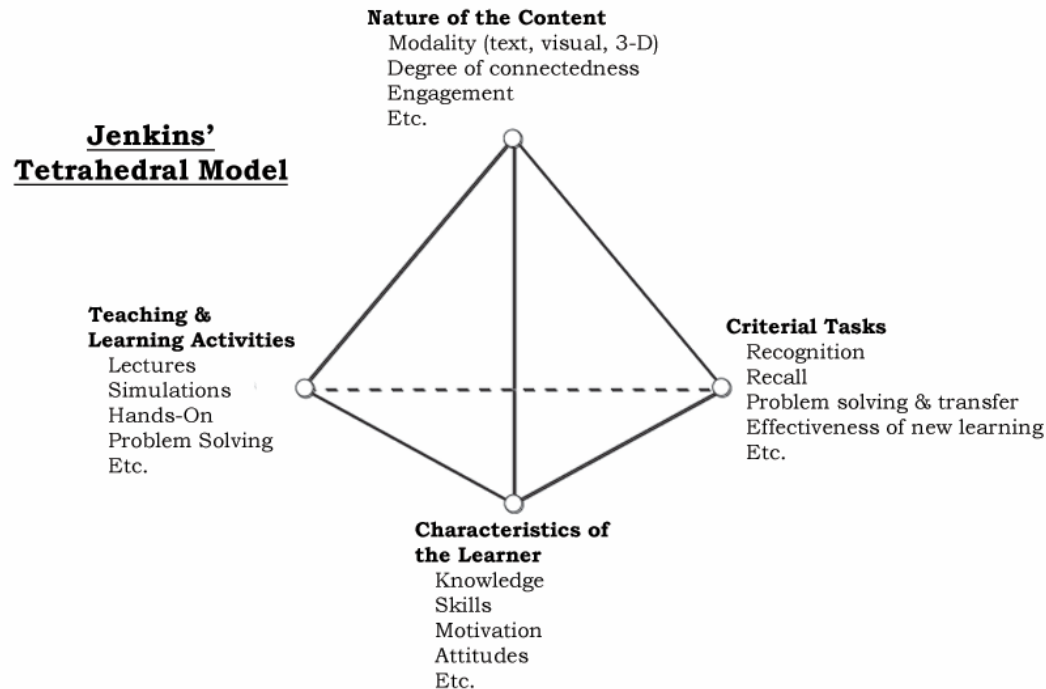 Nature of the Content
Modality (text, visual, 3-D)
Degree of connectedness
Engagement
Etc.
Jenkins’
Tetrahedral Model
Teaching &
Learning Activities
Lectures
Simulations
Hands-On
Problem Solving
Etc.
Criterial Tasks
Recognition
Recall
Problem solving & transfer
Effectiveness of new learning
Etc.
Characteristics of
the Learner
Knowledge
Skills
Motivation
Attitudes
Etc.